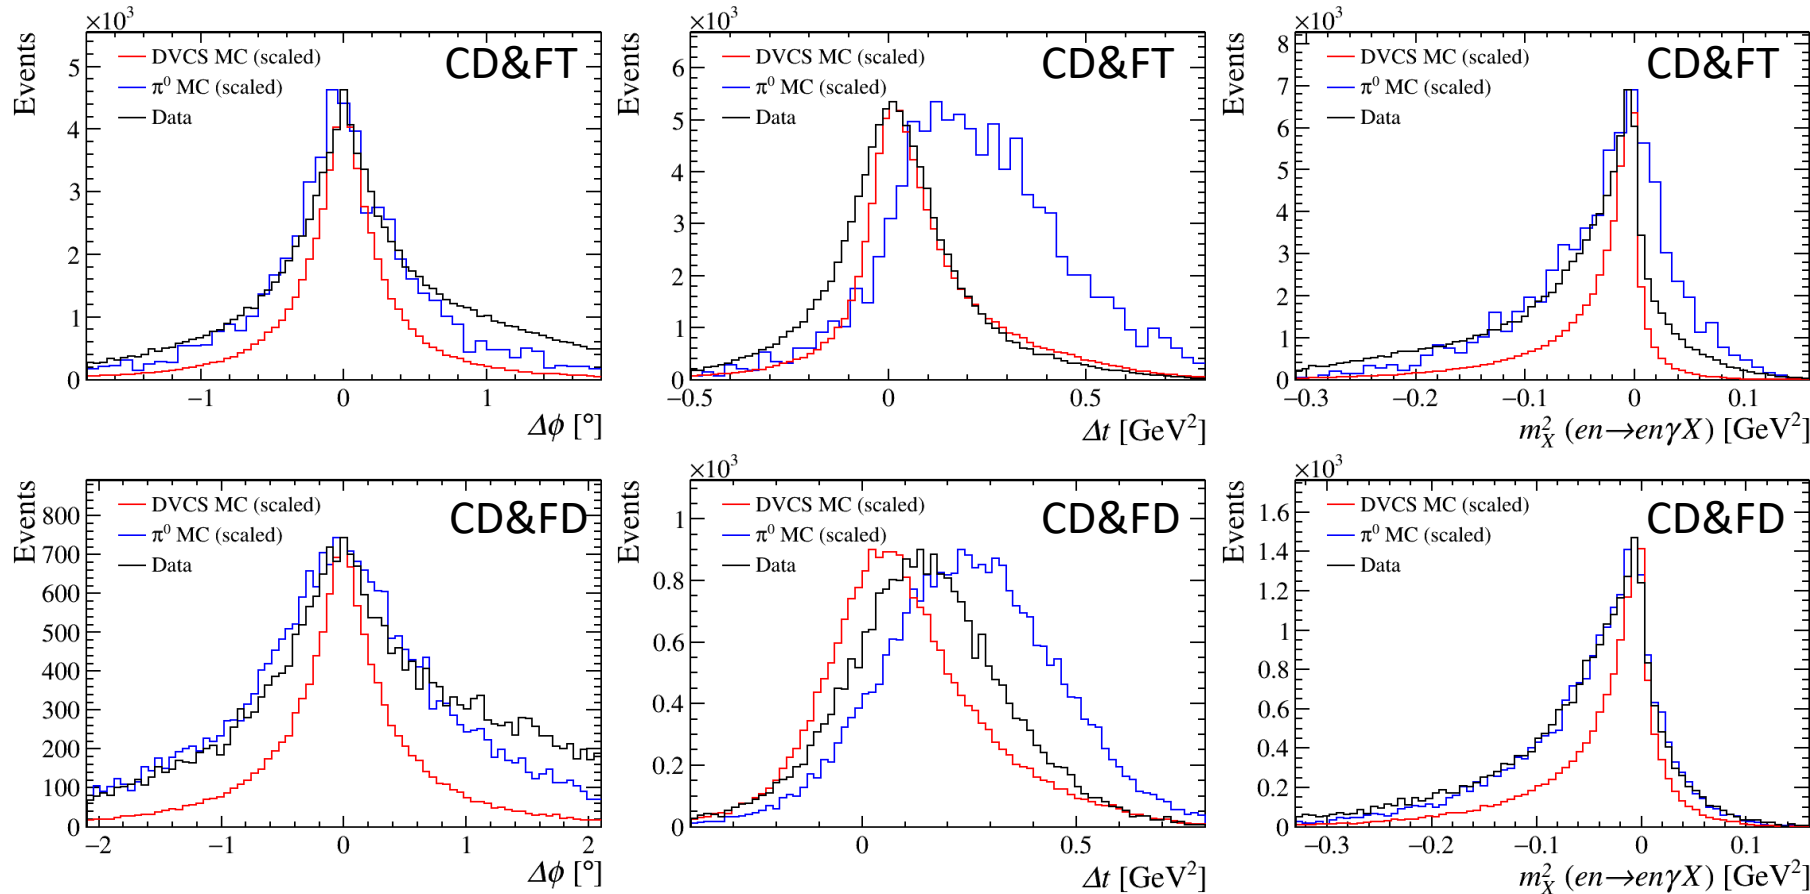 ×10³
Events
DVCS MC (scaled)
π⁰ MC (scaled)
Data
CD&FT
5
4
3
2
1
0
−1 0 1
Δϕ [°]
×10³
Events
DVCS MC (scaled)
π⁰ MC (scaled)
Data
CD&FT
6
5
4
3
2
1
0
−0.5 0 0.5
Δt [GeV²]
×10³
Events
DVCS MC (scaled)
π⁰ MC (scaled)
Data
CD&FT
8
7
6
5
4
3
2
1
0
−0.3 −0.2 −0.1 0 0.1
m²_X (en→enγX) [GeV²]
Events
DVCS MC (scaled)
π⁰ MC (scaled)
Data
CD&FD
800
700
600
500
400
300
200
100
0
−2 −1 0 1 2
Δϕ [°]
×10³
Events
DVCS MC (scaled)
π⁰ MC (scaled)
Data
CD&FD
1
0.8
0.6
0.4
0.2
0
0 0.5
Δt [GeV²]
×10³
Events
DVCS MC (scaled)
π⁰ MC (scaled)
Data
CD&FD
1.6
1.4
1.2
1
0.8
0.6
0.4
0.2
0
−0.3 −0.2 −0.1 0 0.1
m²_X (en→enγX) [GeV²]